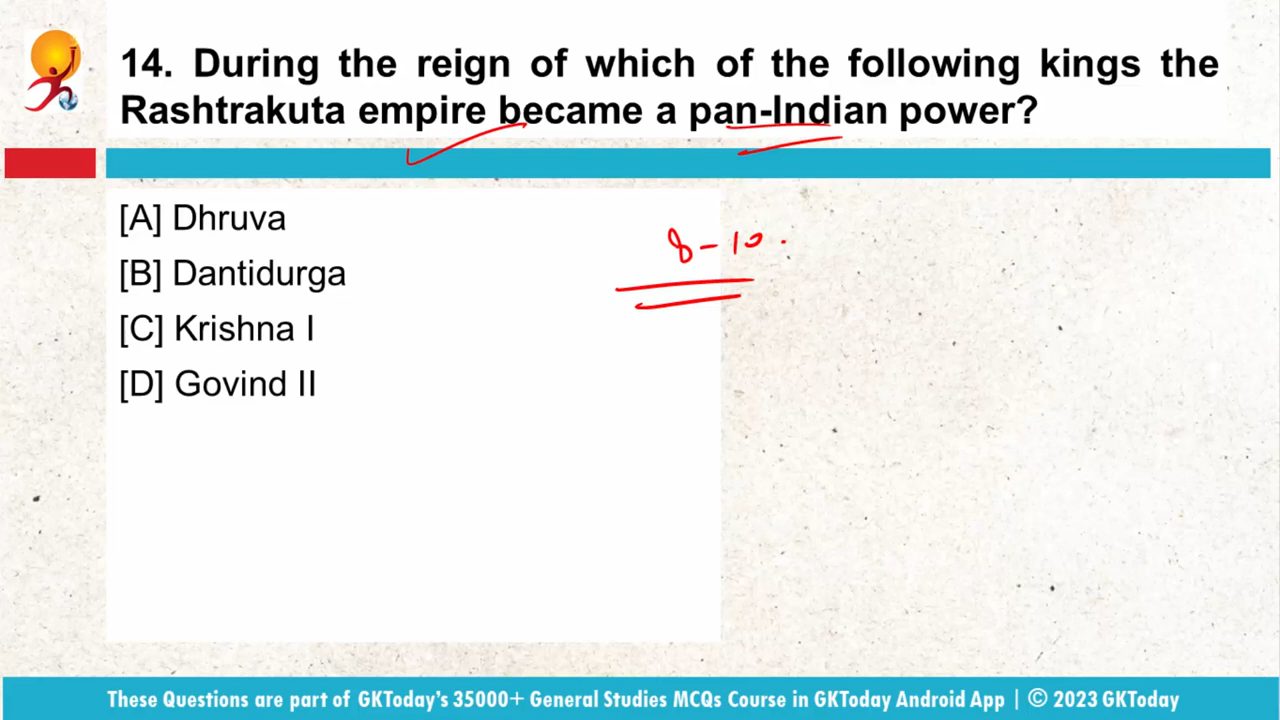 14. During the reign of which of the following kings the
Rashtrakuta empire became a pan-Indian power?
[A] Dhruva
8-10.
[B] Dantidurga
[C] Krishna I
[D] Govind II
These Questions are part of GKToday's 35000+ General Studies MCQs Course in GKToday Android App | © 2023 GKToday